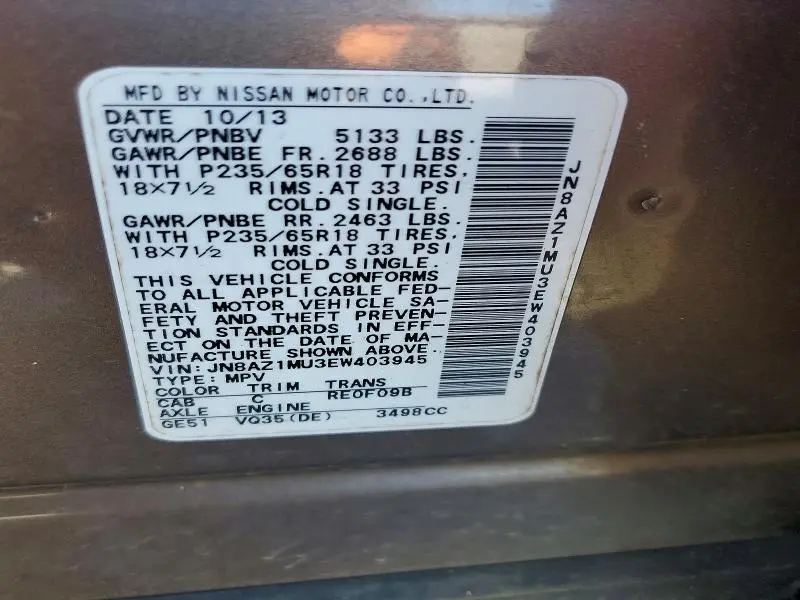 MFD BY NISSAN MOTOR CO.,LTD.
DATE 10/13
GVWR/PNBV 5133 LBS.
GAWR/PNBE FR. 2688 LBS.
WITH P235/65R18 TIRES.
18×7½ RIMS. AT 33 PSI
COLD SINGLE.
GAWR/PNBE RR. 2463 LBS.
WITH P235/65R18 TIRES.
18×7½ RIMS. AT 33 PSI
COLD SINGLE.
THIS VEHICLE CONFORMS
TO ALL APPLICABLE FED-
ERAL MOTOR VEHICLE SA-
FETY AND THEFT PREVEN-
TION STANDARDS IN EFF-
ECT ON THE DATE OF MA-
NUFACTURE SHOWN ABOVE.
VIN: JN8AZ1MU3EW403945
TYPE: MPV
COLOR TRIM TRANS
CAB C RE0F09B
AXLE ENGINE
GE51 VQ35(DE) 3498CC
JN8AZ1MU3EW403945